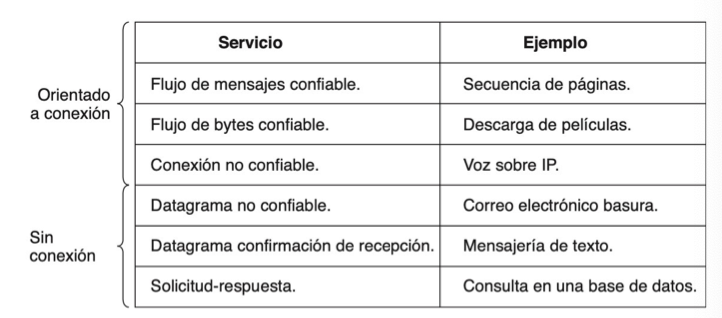 Servicio Ejemplo
Orientado
a conexión
Flujo de mensajes confiable. Secuencia de páginas.
Flujo de bytes confiable. Descarga de películas.
Conexión no confiable. Voz sobre IP.
Sin
conexión
Datagrama no confiable. Correo electrónico basura.
Datagrama confirmación de recepción. Mensajería de texto.
Solicitud-respuesta. Consulta en una base de datos.